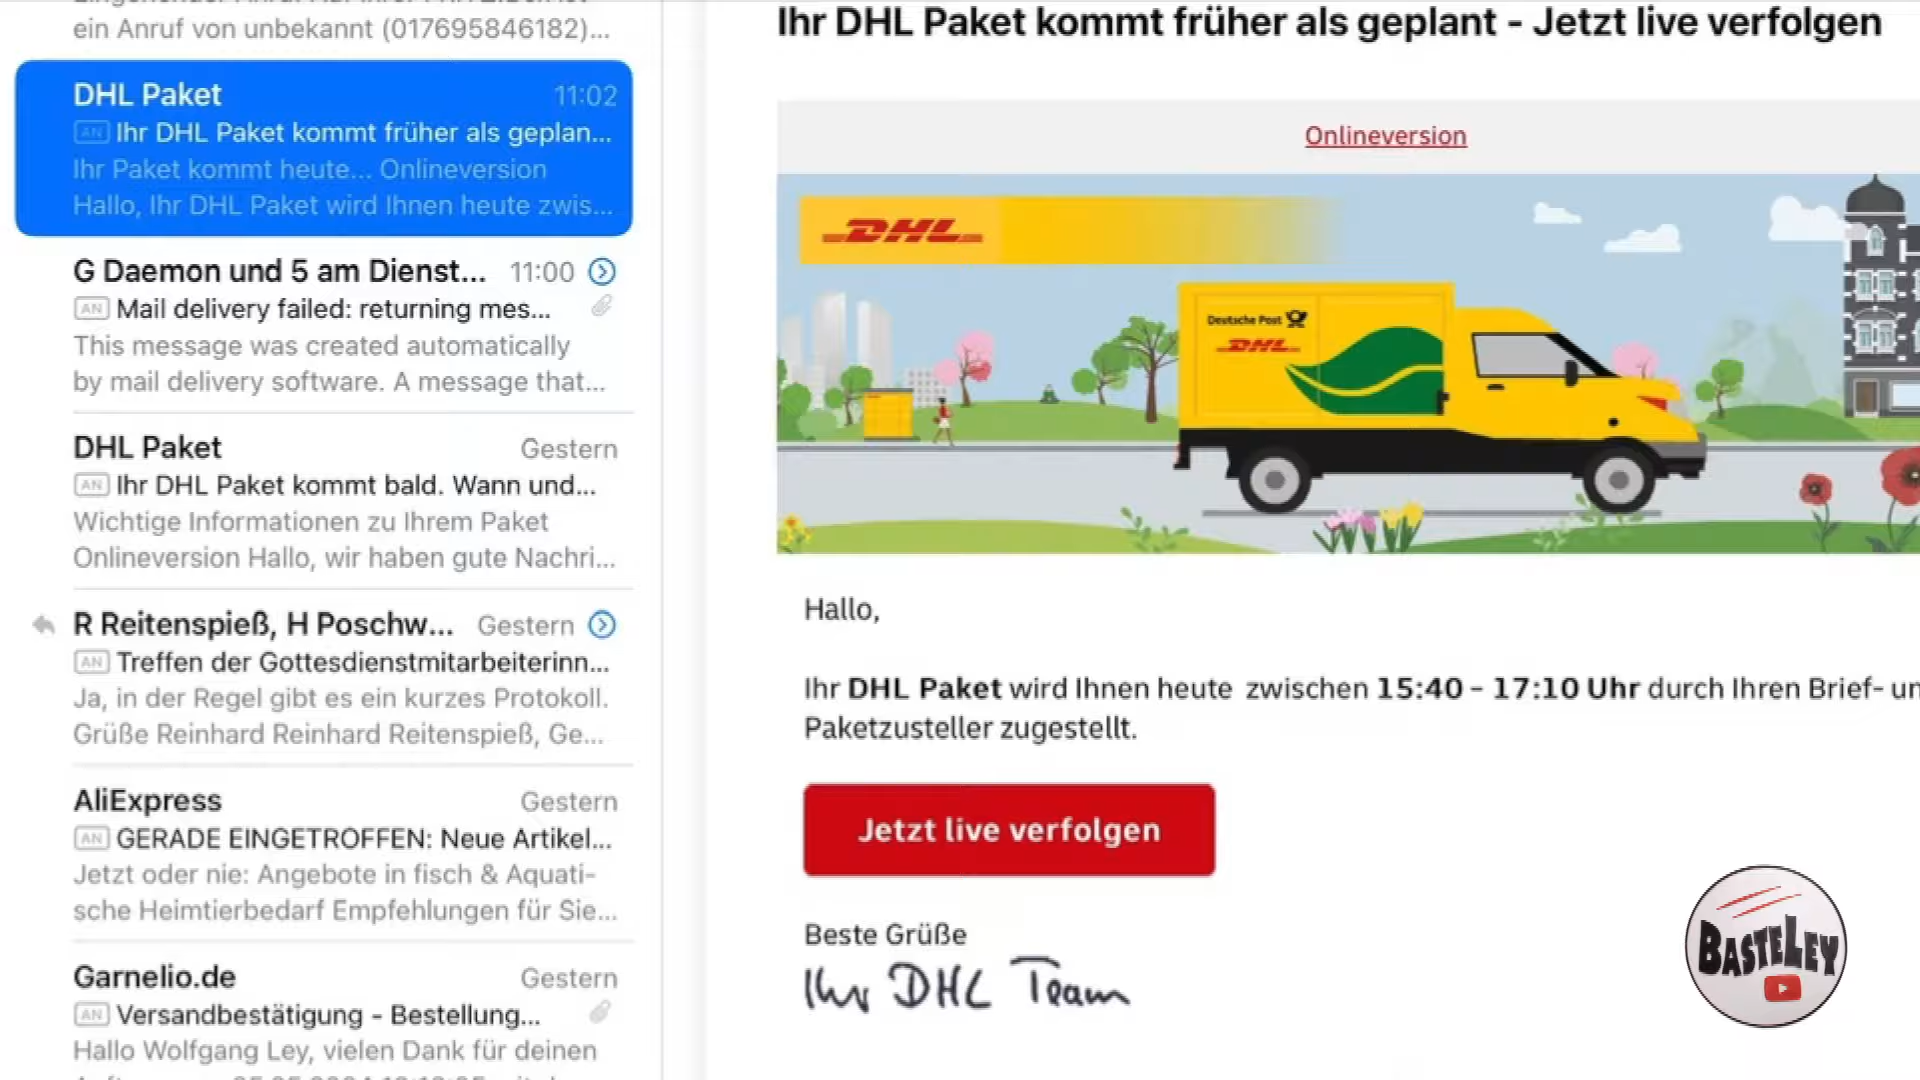 ein Anruf von unbekannt (017695846182)...
DHL Paket 11:02
AN Ihr DHL Paket kommt früher als geplan...
Ihr Paket kommt heute... Onlineversion
Hallo, Ihr DHL Paket wird Ihnen heute zwis...
G Daemon und 5 am Dienst... 11:00
AN Mail delivery failed: returning mes...
This message was created automatically
by mail delivery software. A message that...
DHL Paket Gestern
AN Ihr DHL Paket kommt bald. Wann und...
Wichtige Informationen zu Ihrem Paket
Onlineversion Hallo, wir haben gute Nachri...
R Reitenspieß, H Poschw... Gestern
AN Treffen der Gottesdienstmitarbeiterinn...
Ja, in der Regel gibt es ein kurzes Protokoll.
Grüße Reinhard Reinhard Reitenspieß, Ge...
AliExpress Gestern
AN GERADE EINGETROFFEN: Neue Artikel...
Jetzt oder nie: Angebote in fisch & Aquati-
sche Heimtierbedarf Empfehlungen für Sie...
Garnelio.de Gestern
AN Versandbestätigung - Bestellung...
Hallo Wolfgang Ley, vielen Dank für deinen
Ihr DHL Paket kommt früher als geplant - Jetzt live verfolgen
Onlineversion
DHL
Deutsche Post
DHL
Hallo,
Ihr DHL Paket wird Ihnen heute zwischen 15:40 – 17:10 Uhr durch Ihren Brief- un
Paketzusteller zugestellt.
Jetzt live verfolgen
Beste Grüße
Ihr DHL Team
BASTELEY